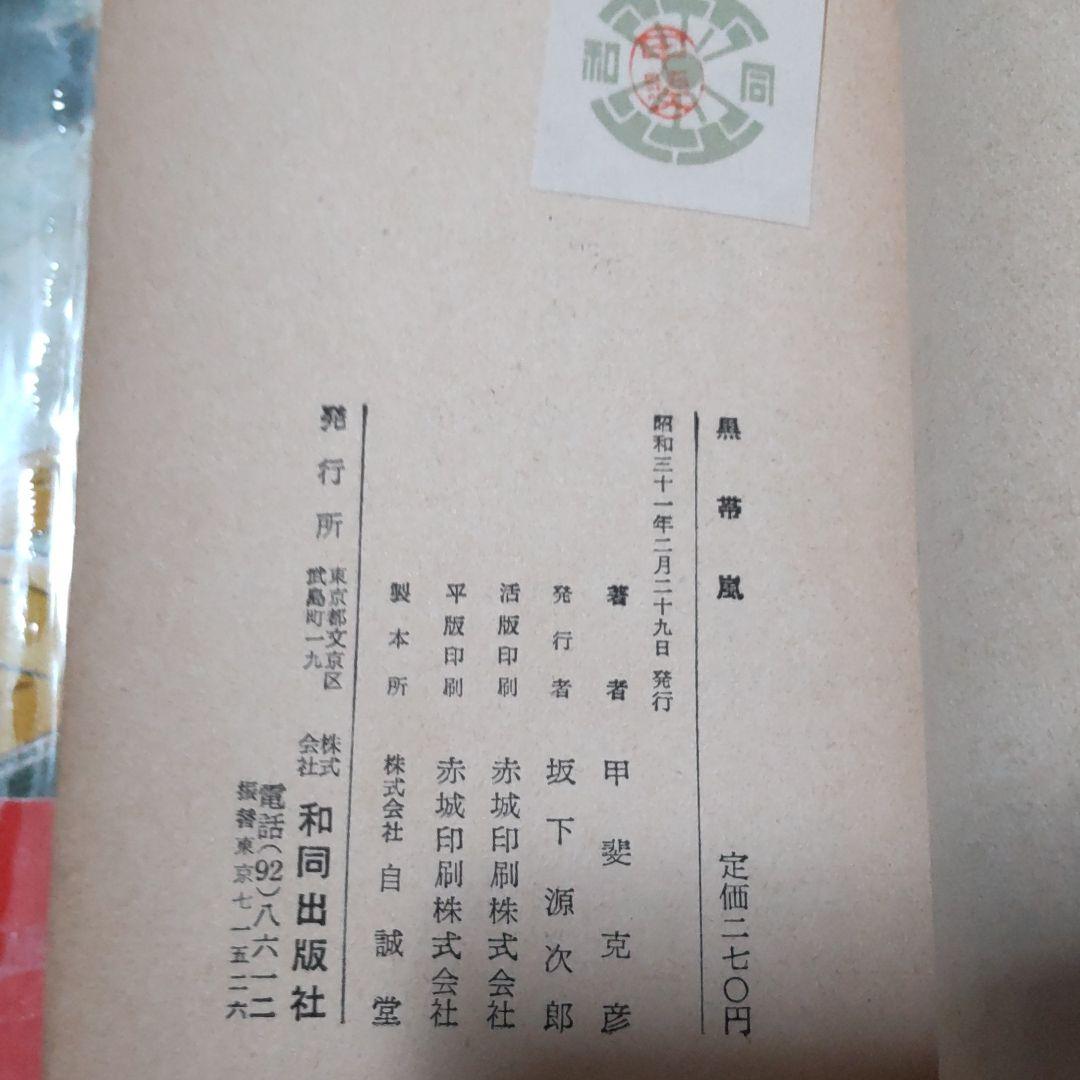 和
同
黒帯嵐
定価二七〇円
昭和三十一年二月二十九日 発行
著者 甲斐克彦
発行者 坂下源次郎
活版印刷 赤城印刷株式会社
平版印刷 赤城印刷株式会社
製本所 株式会社 自誠堂
発行所
東京都文京区
武島町一九
株式
会社
和同出版社
電話(92)八六一二
振替東京七一五二六